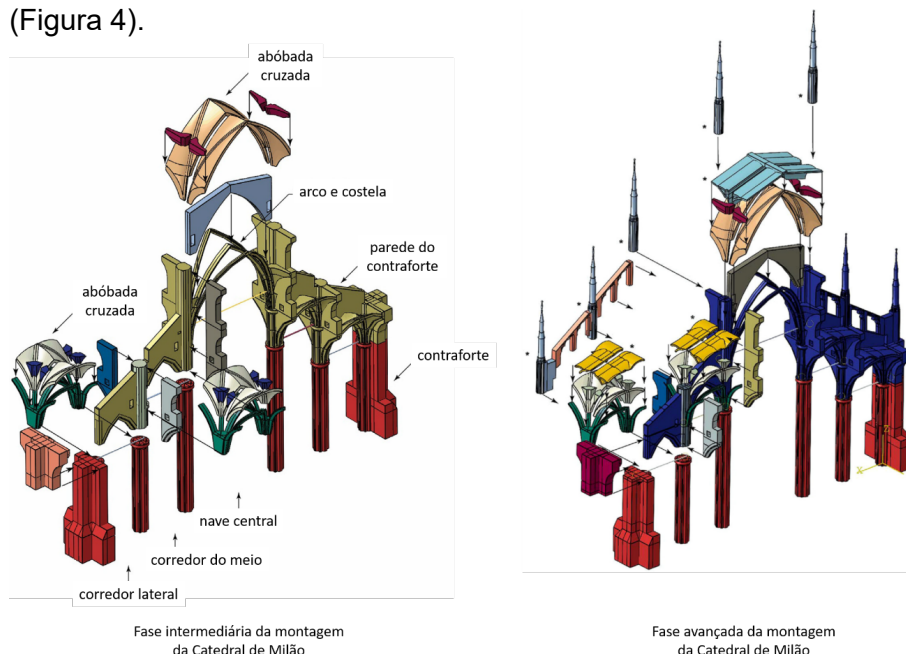 (Figura 4).
abóbada
cruzada
arco e costela
parede do
contraforte
abóbada
cruzada
contraforte
nave central
corredor do meio
corredor lateral
Fase intermediária da montagem
da Catedral de Milão
*
*
*
*
*
*
*
*
Z
X
Fase avançada da montagem
da Catedral de Milão